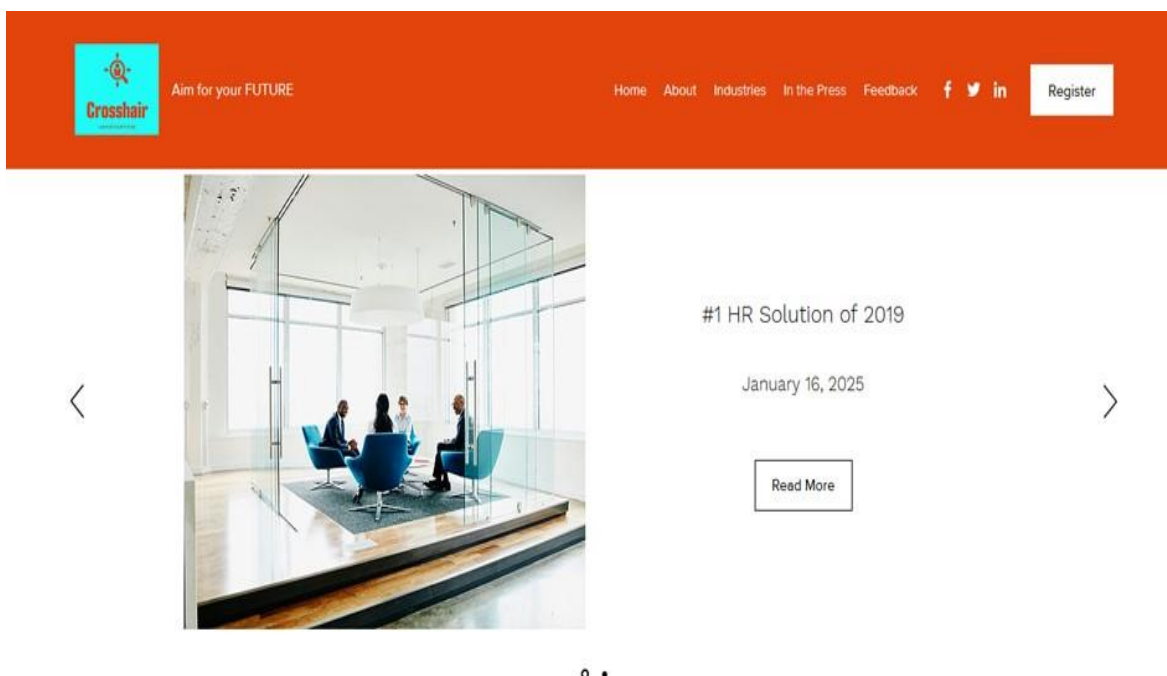 Crosshair
Aim for your FUTURE
Home About Industries In the Press Feedback f in Register
#1 HR Solution of 2019
January 16, 2025
Read More